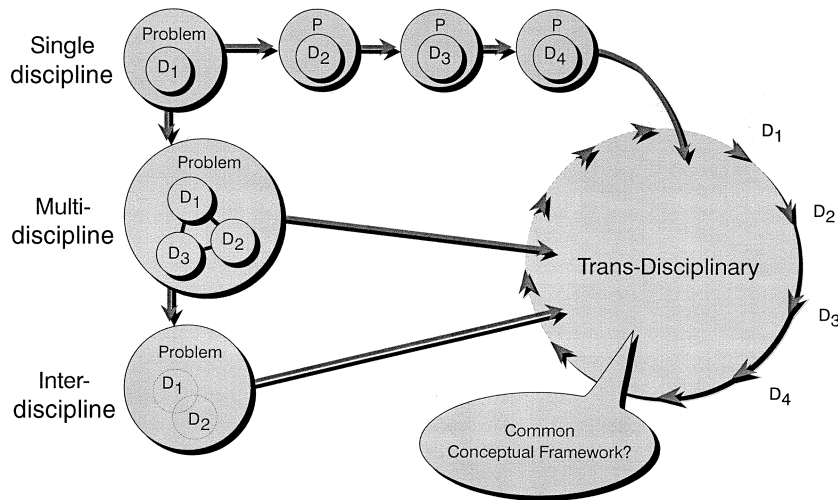 Single
discipline
Problem
D1
P
D2
P
D3
P
D4
Multi-
discipline
Problem
D1
D2
D3
Inter-
discipline
Problem
D1
D2
Trans-Disciplinary
D1
D2
D3
D4
Common
Conceptual Framework?